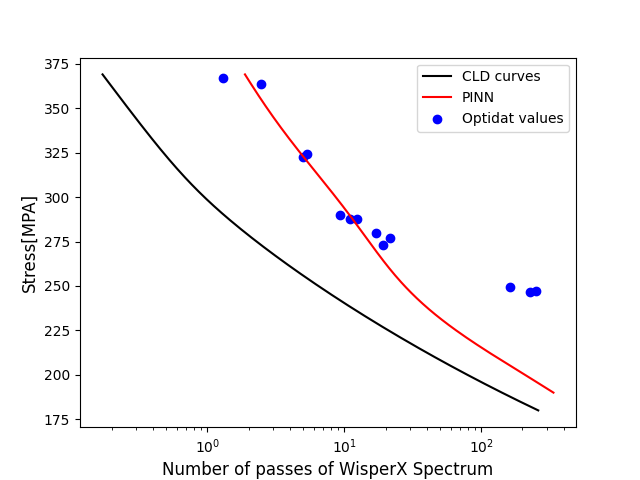 375
350
325
300
275
250
225
200
175
Stress[MPA]
CLD curves
PINN
Optidat values
10⁰
10¹
10²
Number of passes of WisperX Spectrum